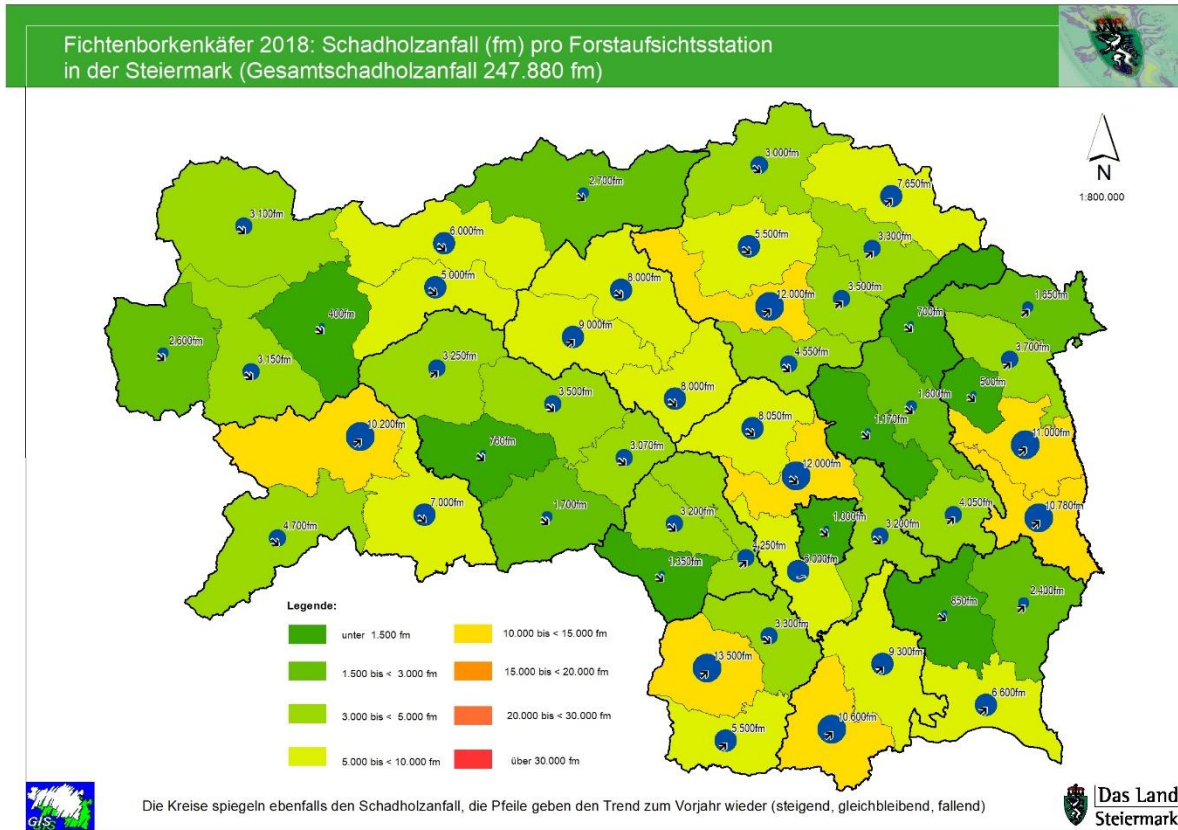 Fichtenborkenkäfer 2018: Schadholzanfall (fm) pro Forstaufsichtsstation
in der Steiermark (Gesamtschadholzanfall 247.880 fm)
N
1:800.000
3.000fm
7.650fm
2.700fm
3.100fm
6.000fm
5.500fm
3.300fm
5.000fm
8.000fm
12.000fm
3.500fm
1.650fm
400fm
700fm
9.000fm
2.600fm
3.150fm
3.250fm
4.550fm
3.700fm
500fm
3.500fm
8.000fm
1.600fm
10.200fm
8.050fm
1.170fm
11.000fm
760fm
3.070fm
12.000fm
7.000fm
1.700fm
3.200fm
4.050fm
10.780fm
4.700fm
1.000fm
3.200fm
4.250fm
1.350fm
2.400fm
850fm
3.300fm
13.500fm
9.300fm
6.600fm
5.500fm
10.600fm
Legende:
unter 1.500 fm
10.000 bis < 15.000 fm
1.500 bis < 3.000 fm
15.000 bis < 20.000 fm
3.000 bis < 5.000 fm
20.000 bis < 30.000 fm
5.000 bis < 10.000 fm
über 30.000 fm
Die Kreise spiegeln ebenfalls den Schadholzanfall, die Pfeile geben den Trend zum Vorjahr wieder (steigend, gleichbleibend, fallend)
GIS
Das Land
Steiermark